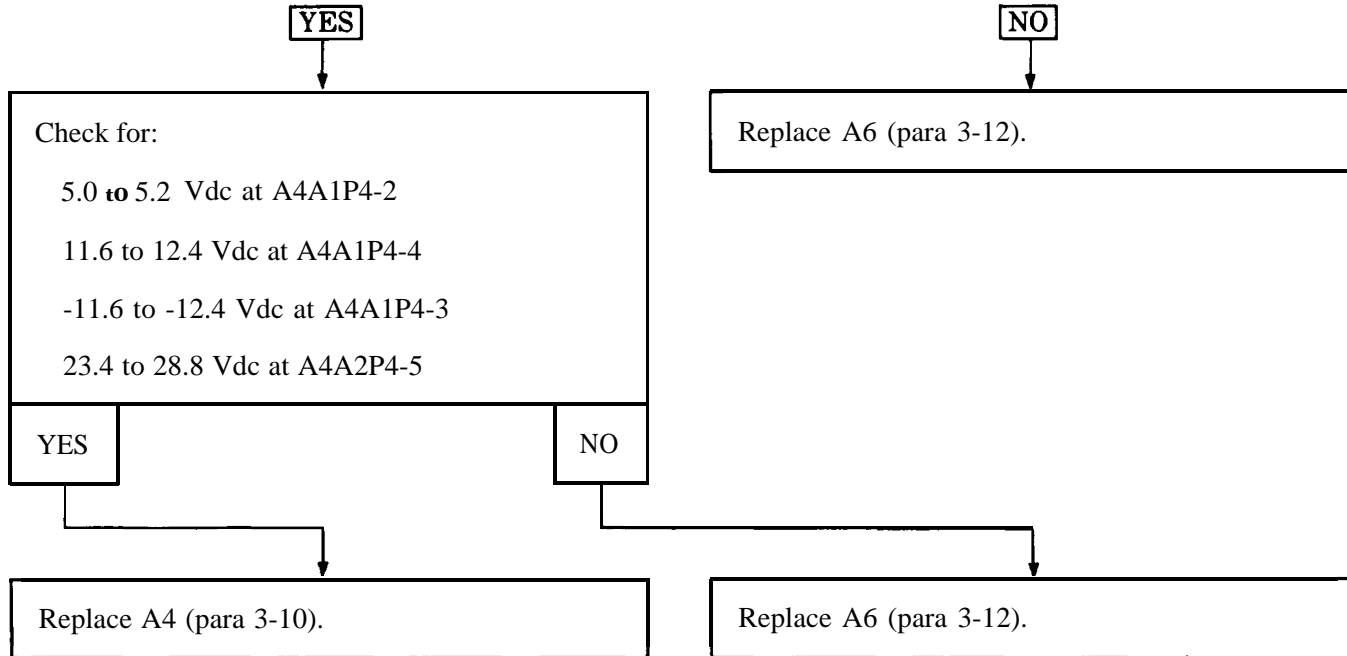 YES
NO
Check for:
5.0 to 5.2 Vdc at A4A1P4-2
11.6 to 12.4 Vdc at A4A1P4-4
-11.6 to -12.4 Vdc at A4A1P4-3
23.4 to 28.8 Vdc at A4A2P4-5
Replace A6 (para 3-12).
YES
NO
Replace A4 (para 3-10).
Replace A6 (para 3-12).